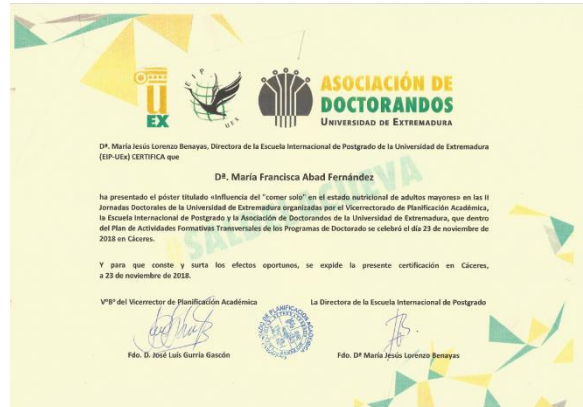 UEX
E.I.P.
UEX
ASOCIACIÓN DE
DOCTORANDOS
UNIVERSIDAD DE EXTREMADURA
Dª. María Jesús Lorenzo Benayas, Directora de la Escuela Internacional de Postgrado de la Universidad de Extremadura
(EIP-UEx) CERTIFICA que
Dª. María Francisca Abad Fernández
ha presentado el póster titulado «Influencia del "comer solo" en el estado nutricional de adultos mayores» en las II
Jornadas Doctorales de la Universidad de Extremadura organizadas por el Vicerrectorado de Planificación Académica,
la Escuela Internacional de Postgrado y la Asociación de Doctorandos de la Universidad de Extremadura, que dentro
del Plan de Actividades Formativas Transversales de los Programas de Doctorado se celebró el día 23 de noviembre de
2018 en Cáceres.
Y para que conste y surta los efectos oportunos, se expide la presente certificación en Cáceres,
a 23 de noviembre de 2018.
VºBº del Vicerrector de Planificación Académica
La Directora de la Escuela Internacional de Postgrado
Fdo. D. José Luis Gurría Gascón
Fdo. Dª María Jesús Lorenzo Benayas